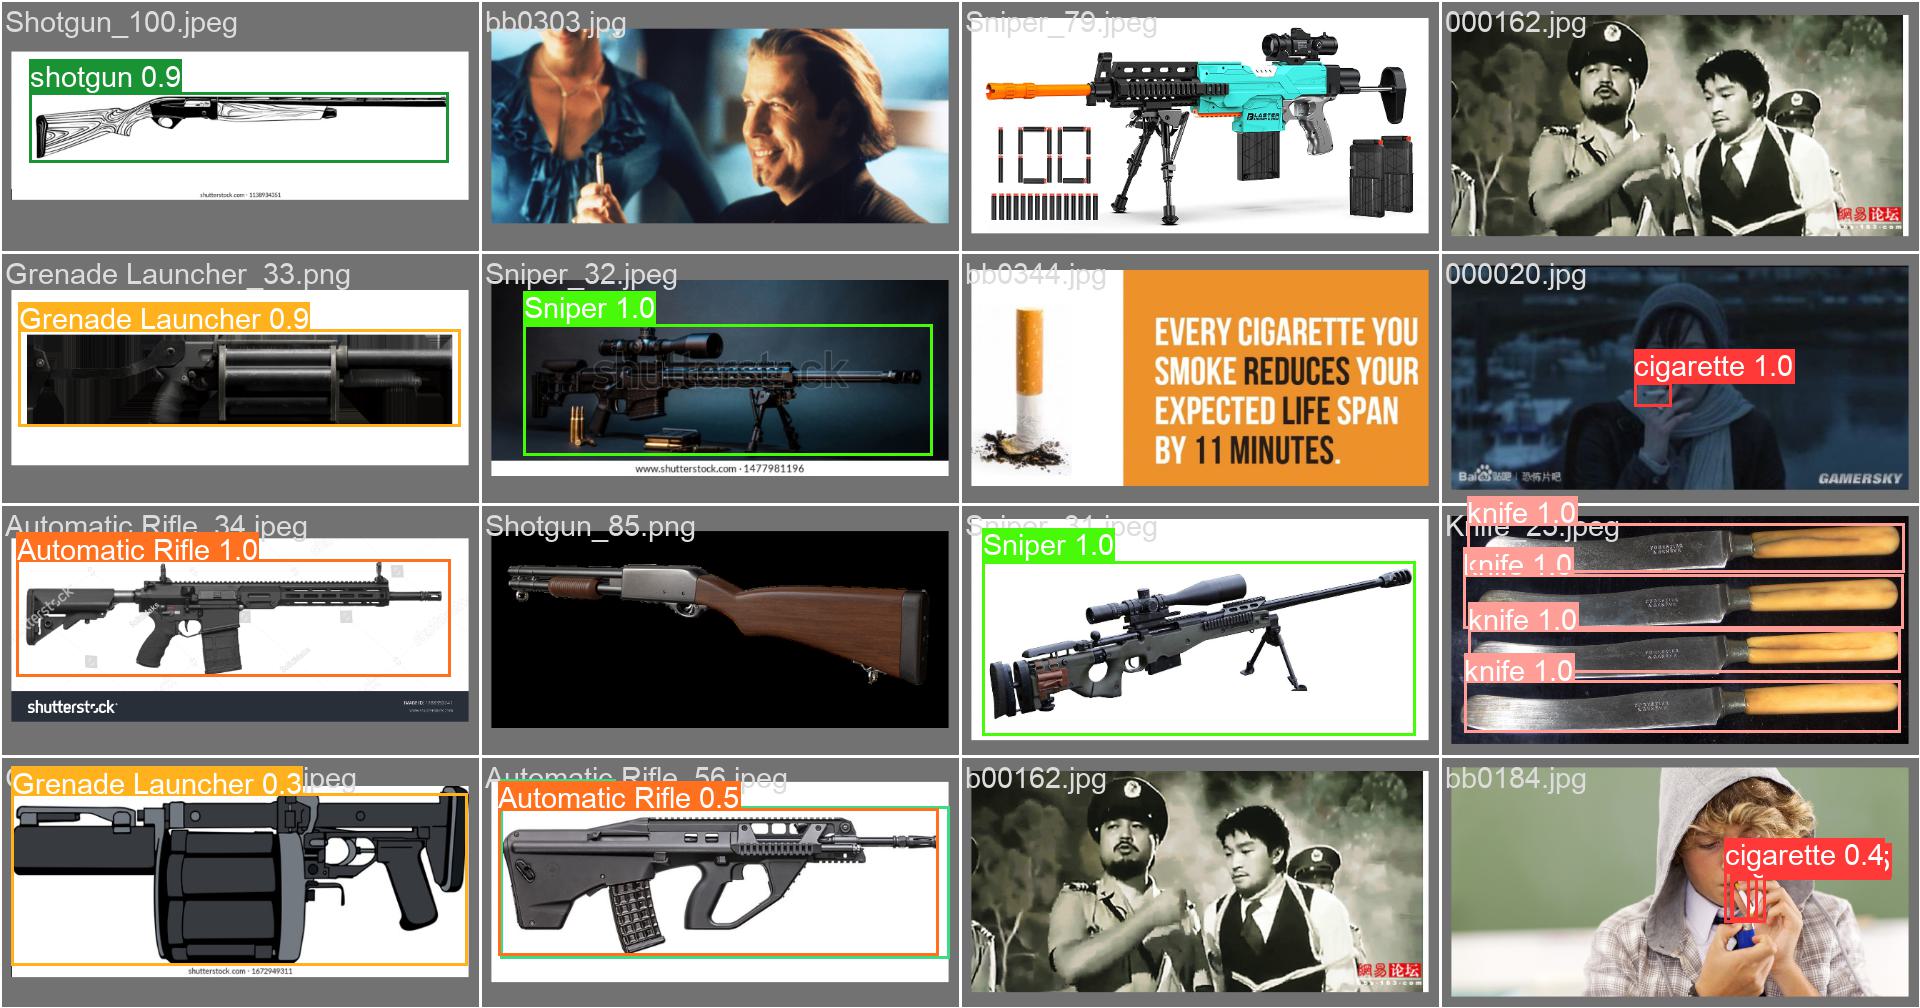 Shotgun_100.jpeg
shotgun 0.9
shutterstock.com · 1138934351
bb0303.jpg
Sniper_79.jpeg
BLASTER
000162.jpg
網易论坛
Grenade Launcher_33.png
Grenade Launcher 0.9
Sniper_32.jpeg
Sniper 1.0
shutterstock
www.shutterstock.com · 1477981196
bb0344.jpg
EVERY CIGARETTE YOU
SMOKE REDUCES YOUR
EXPECTED LIFE SPAN
BY 11 MINUTES.
000020.jpg
cigarette 1.0
Bai贴吧 | 恐怖片吧
GAMERSKY
Automatic Rifle_34.jpeg
Automatic Rifle 1.0
shutterstock
Shotgun_85.png
Sniper_31.jpeg
Sniper 1.0
Knife_25.jpeg
knife 1.0
knife 1.0
knife 1.0
knife 1.0
Grenade Launcher 0.3
jpeg
shutterstock.com · 1672949311
Automatic Rifle_56.jpeg
Automatic Rifle 0.5
b00162.jpg
網易论坛
bb0184.jpg
cigarette 0.4